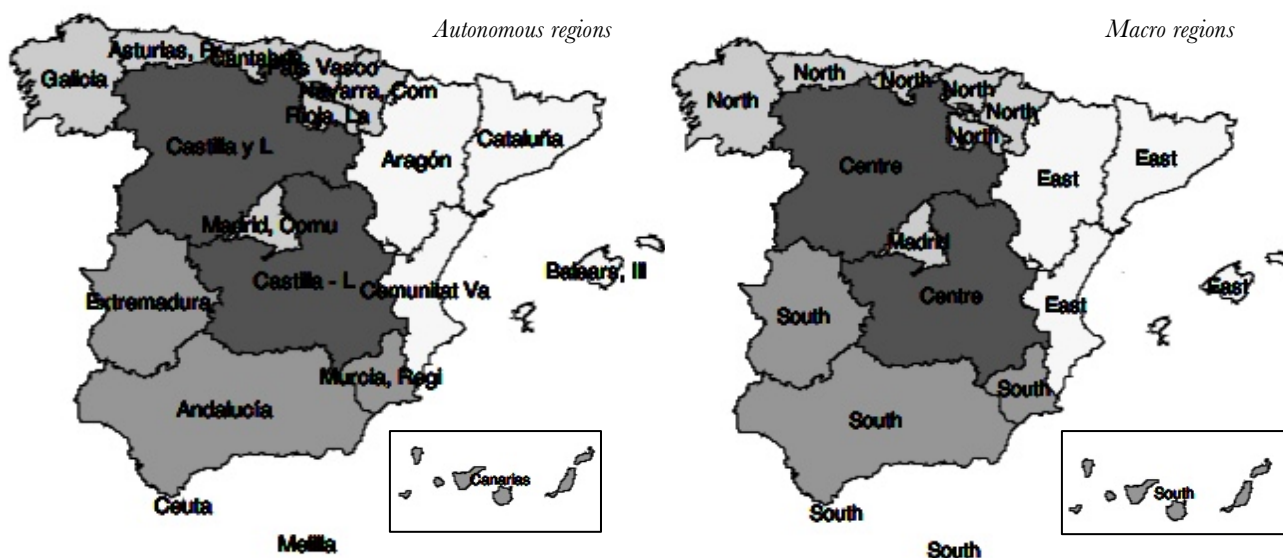 Autonomous regions
Asturias, Pr
Cantabria
País Vasco
Galicia
Navarra, Com
Rioja, La
Castilla y L
Aragón
Cataluña
Madrid, Comu
Balears, Ill
Castilla - L
Comunitat Va
Extremadura
Murcia, Regi
Andalucía
Canarias
Ceuta
Melilla
Macro regions
North
North
North
North
North
North
Centre
East
East
Madrid
East
Centre
East
South
South
South
South
South
South